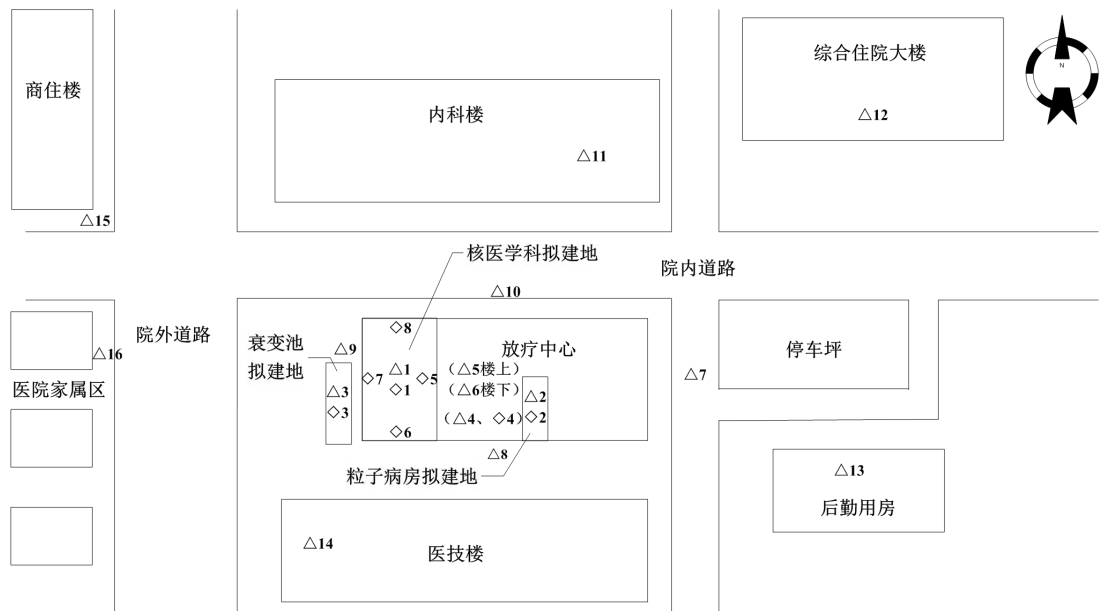 综合住院大楼
N
商住楼
内科楼
△12
△11
△15
核医学科拟建地
院内道路
△10
院外道路
◇8
衰变池
拟建地
△9
放疗中心
停车坪
△16
医院家属区
△1
(△5楼上)
◇7
◇5
△7
△3
◇1
(△6楼下)
△2
◇3
(△4、◇4)
◇2
◇6
△8
粒子病房拟建地
△13
后勤用房
△14
医技楼